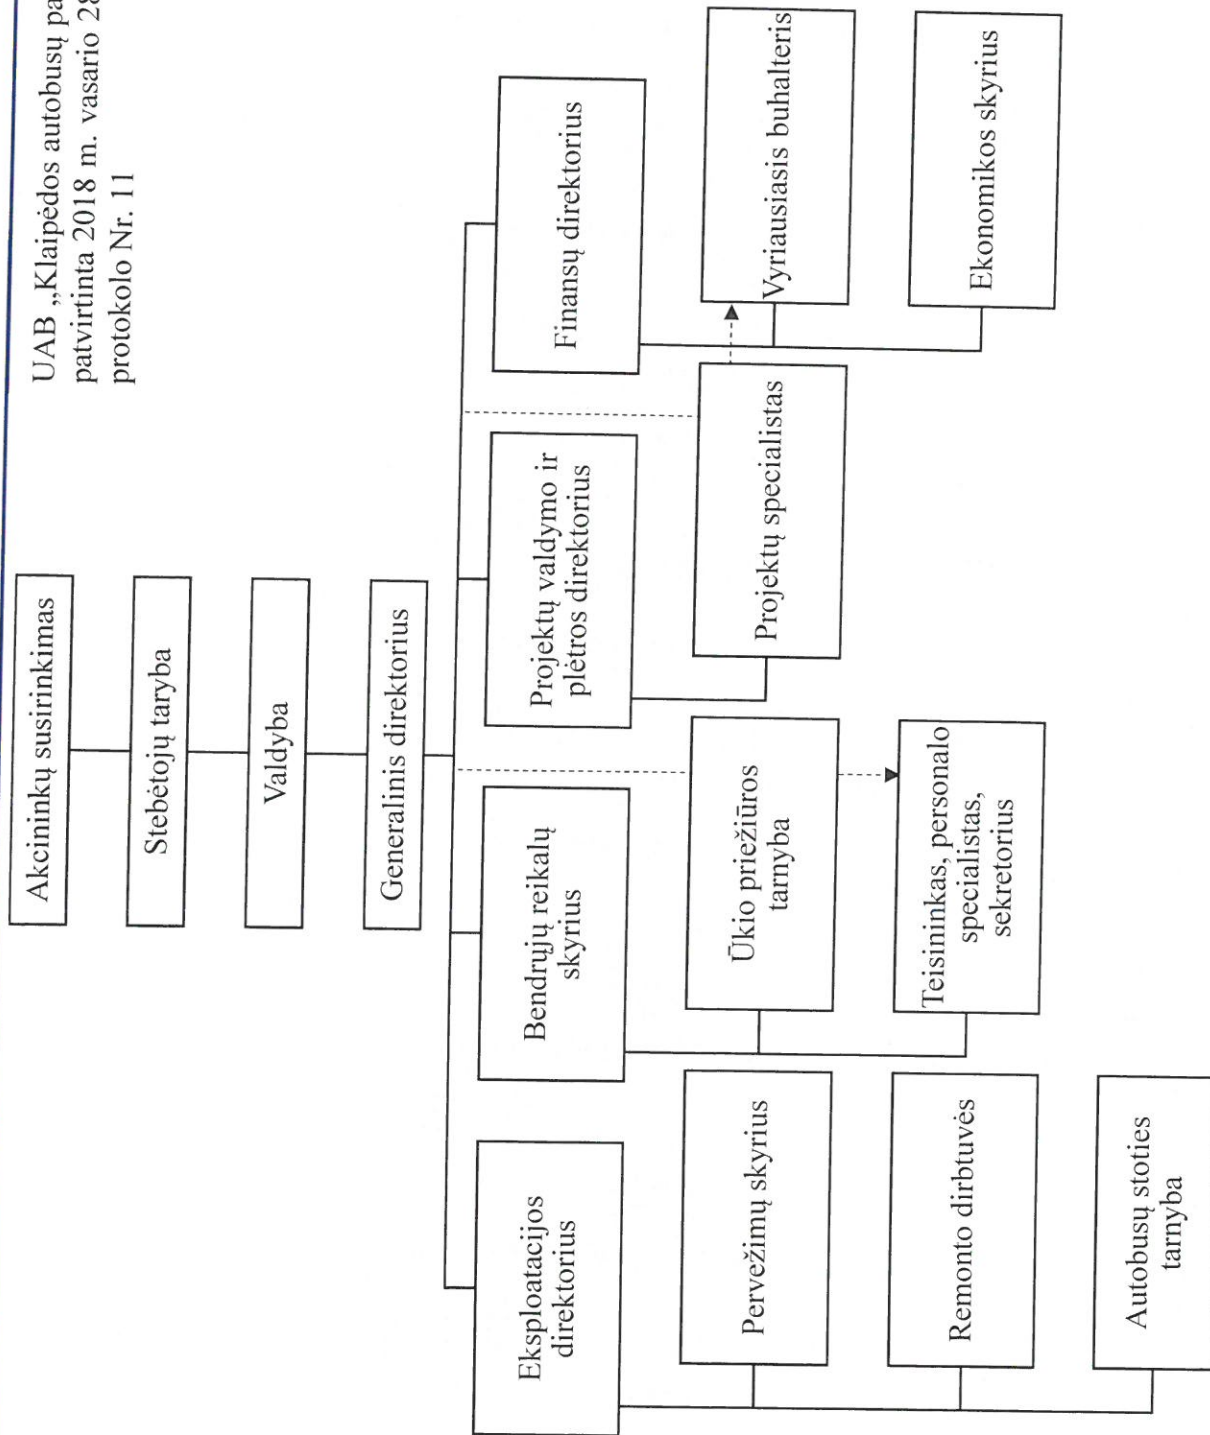 UAB „Klaipėdos autobusų
patvirtinta 2018 m. vasario
protokolo Nr. 11
Akcininkų susirinkimas
Stebėtojų taryba
Valdyba
Generalinis direktorius
Eksploatacijos
direktorius
Bendrųjų reikalų
skyrius
Projektų valdymo ir
plėtros direktorius
Finansų direktorius
Pervežimų skyrius
Ūkio priežiūros
tarnyba
Projektų specialistas
Vyriausiasis buhalteris
Remonto dirbtuvės
Teisininkas, personalo
specialistas,
sekretorius
Ekonomikos skyrius
Autobusų stoties
tarnyba